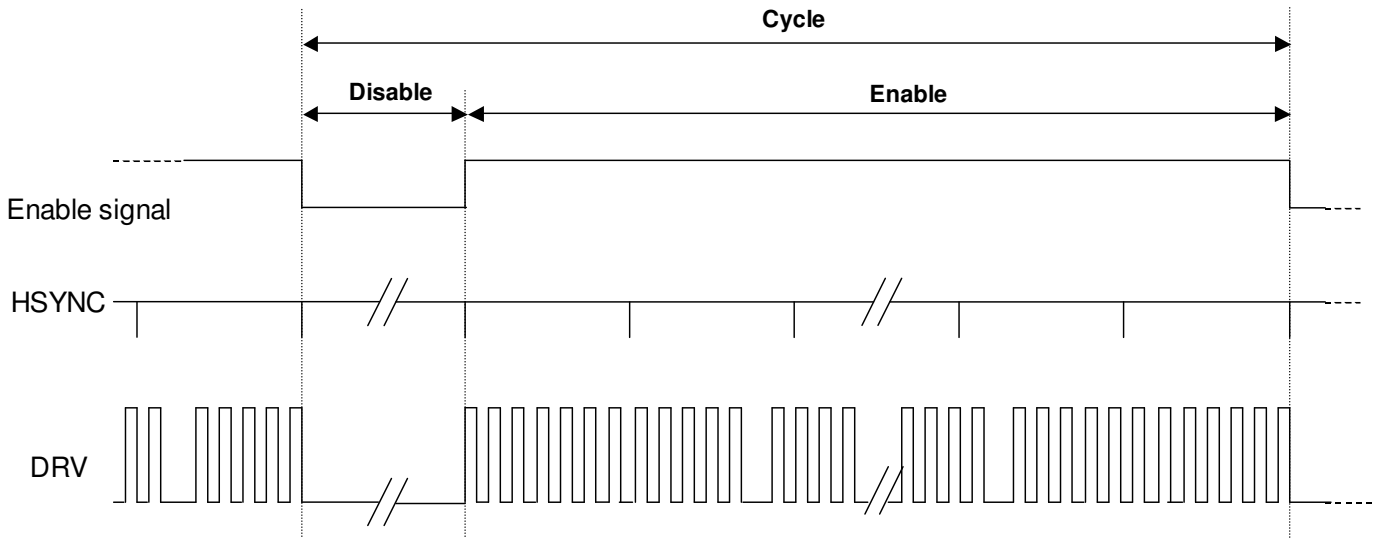 Cycle
Disable
Enable
Enable signal
HSYNC
DRV